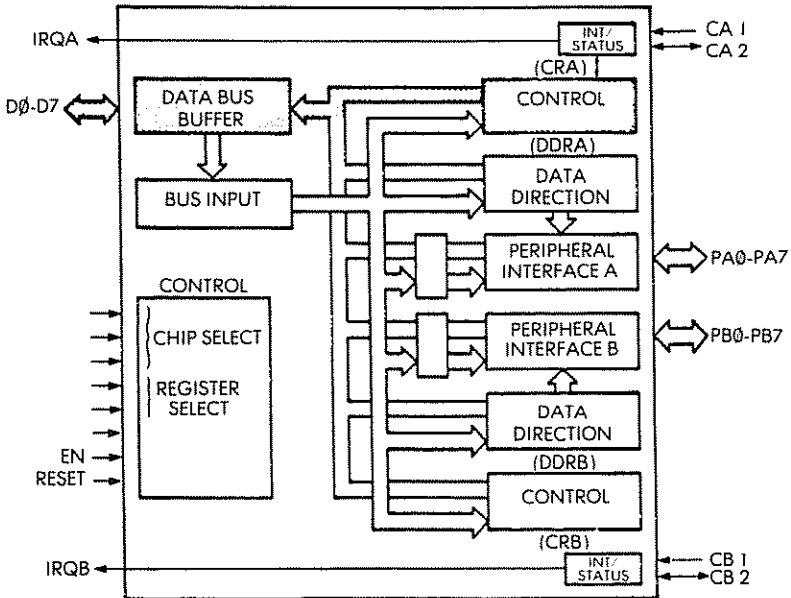 IRQA
INT/
STATUS
CA 1
CA 2
(CRA)
DØ-D7
DATA BUS
BUFFER
CONTROL
(DDRA)
BUS INPUT
DATA
DIRECTION
PERIPHERAL
INTERFACE A
PAØ-PA7
CONTROL
CHIP SELECT
PERIPHERAL
INTERFACE B
PBØ-PB7
REGISTER
SELECT
DATA
DIRECTION
EN
RESET
(DDRB)
CONTROL
(CRB)
IRQB
INT/
STATUS
CB 1
CB 2